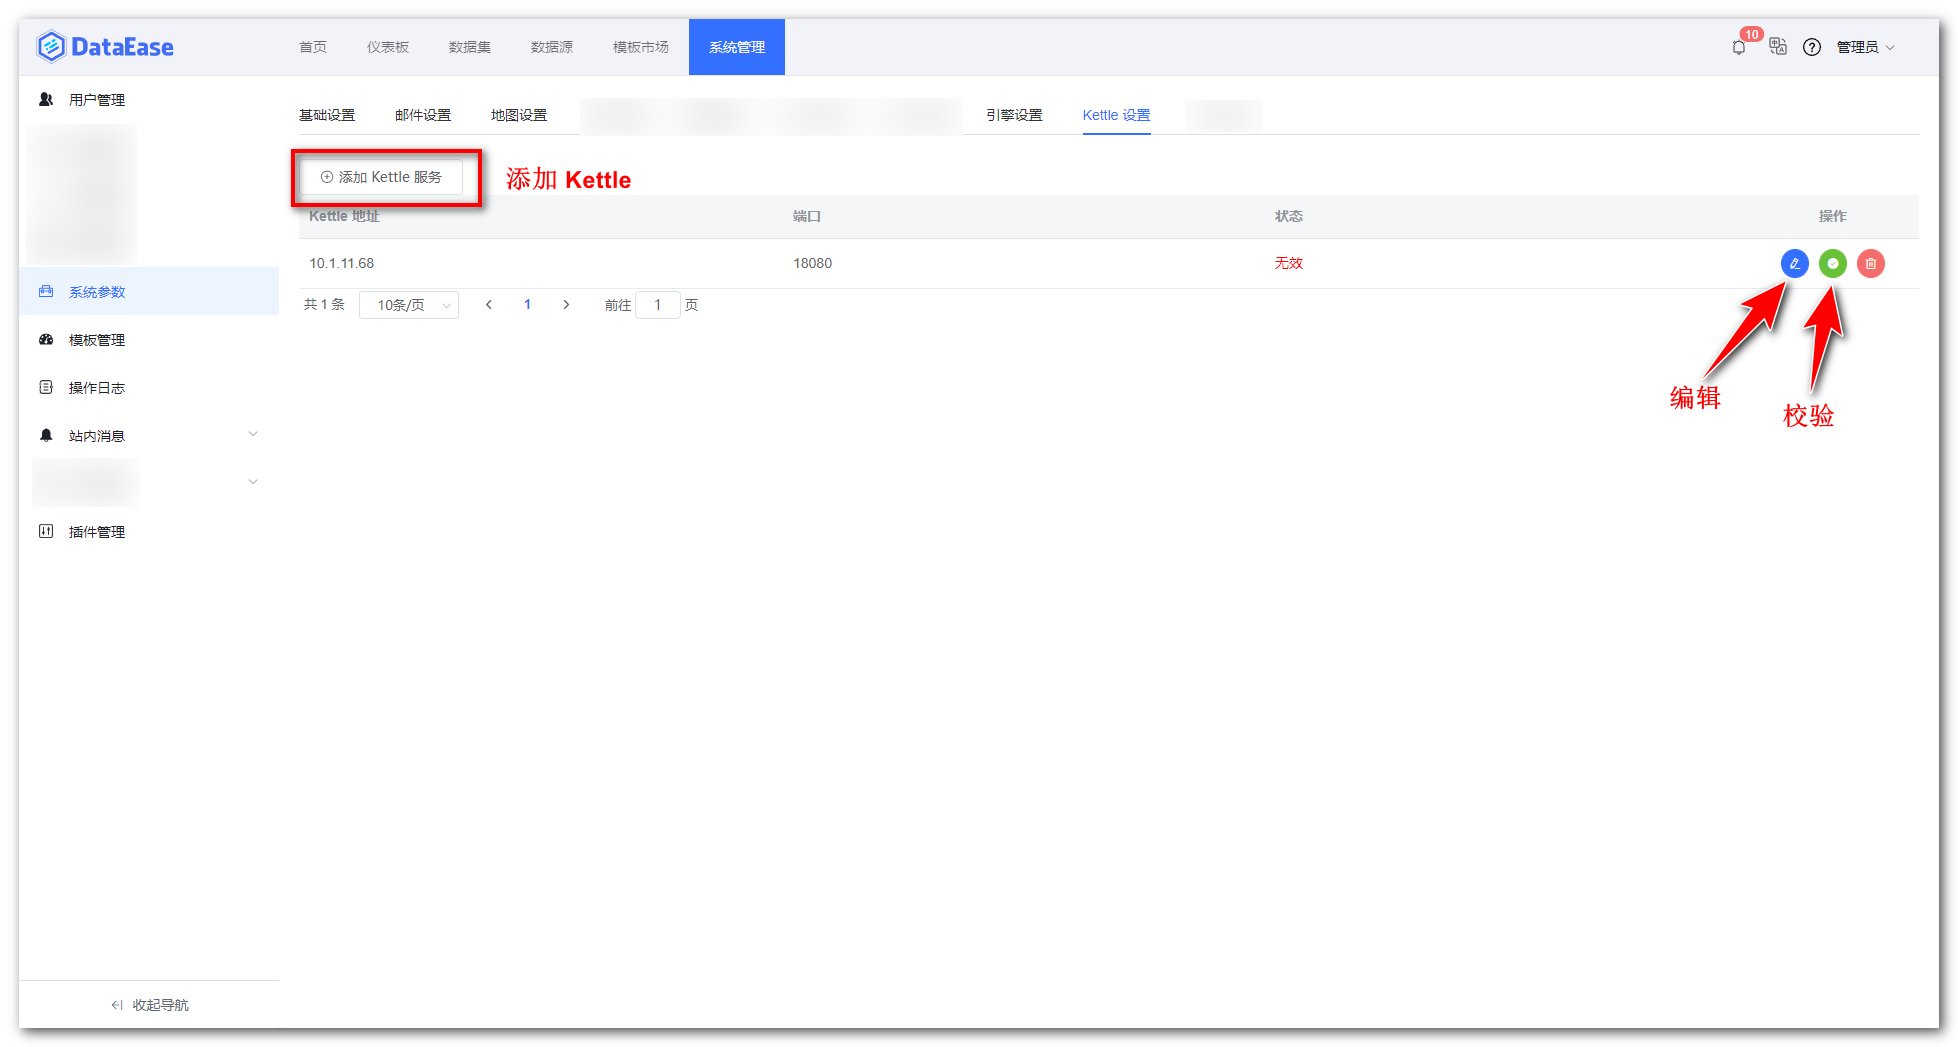 DataEase
首页 仪表板 数据集 数据源 模板市场 系统管理
10
管理员
用户管理
系统参数
模板管理
操作日志
站内消息
插件管理
收起导航
基础设置 邮件设置 地图设置 引擎设置 Kettle 设置
添加 Kettle 服务
添加 Kettle
Kettle 地址 端口 状态 操作
10.1.11.68 18080 无效
共 1 条 10条/页 1 前往 1 页
编辑
校验